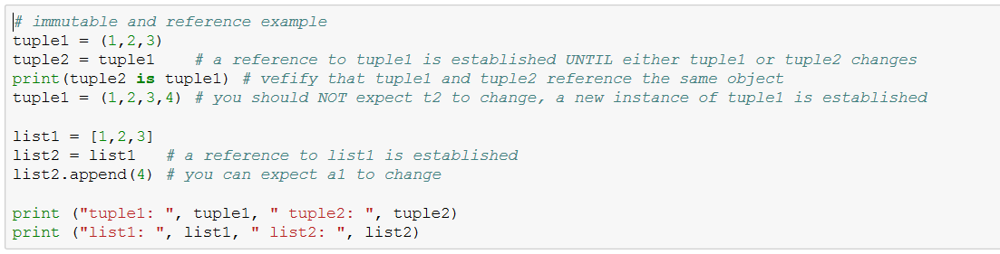 # immutable and reference example
tuple1 = (1,2,3)
tuple2 = tuple1    # a reference to tuple1 is established UNTIL either tuple1 or tuple2 changes
print(tuple2 is tuple1) # vefify that tuple1 and tuple2 reference the same object
tuple1 = (1,2,3,4) # you should NOT expect t2 to change, a new instance of tuple1 is established

list1 = [1,2,3]
list2 = list1   # a reference to list1 is established
list2.append(4) # you can expect a1 to change

print ("tuple1: ", tuple1, " tuple2: ", tuple2)
print ("list1: ", list1, " list2: ", list2)